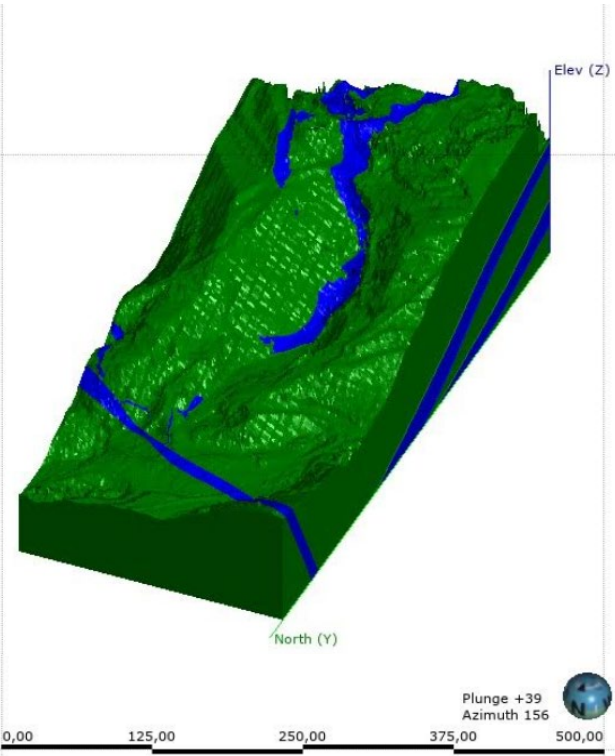 Elev (Z)
North (Y)
Plunge +39
Azimuth 156
N
0,00 125,00 250,00 375,00 500,00